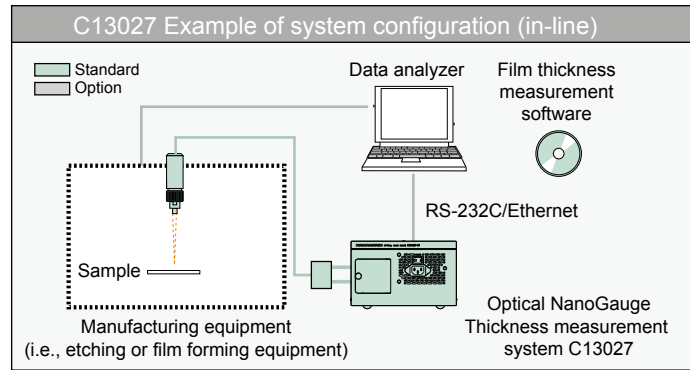 C13027 Example of system configuration (in-line)
Standard
Option
Data analyzer
Film thickness
measurement
software
RS-232C/Ethernet
Sample
Manufacturing equipment
(i.e., etching or film forming equipment)
Optical NanoGauge
Thickness measurement
system C13027